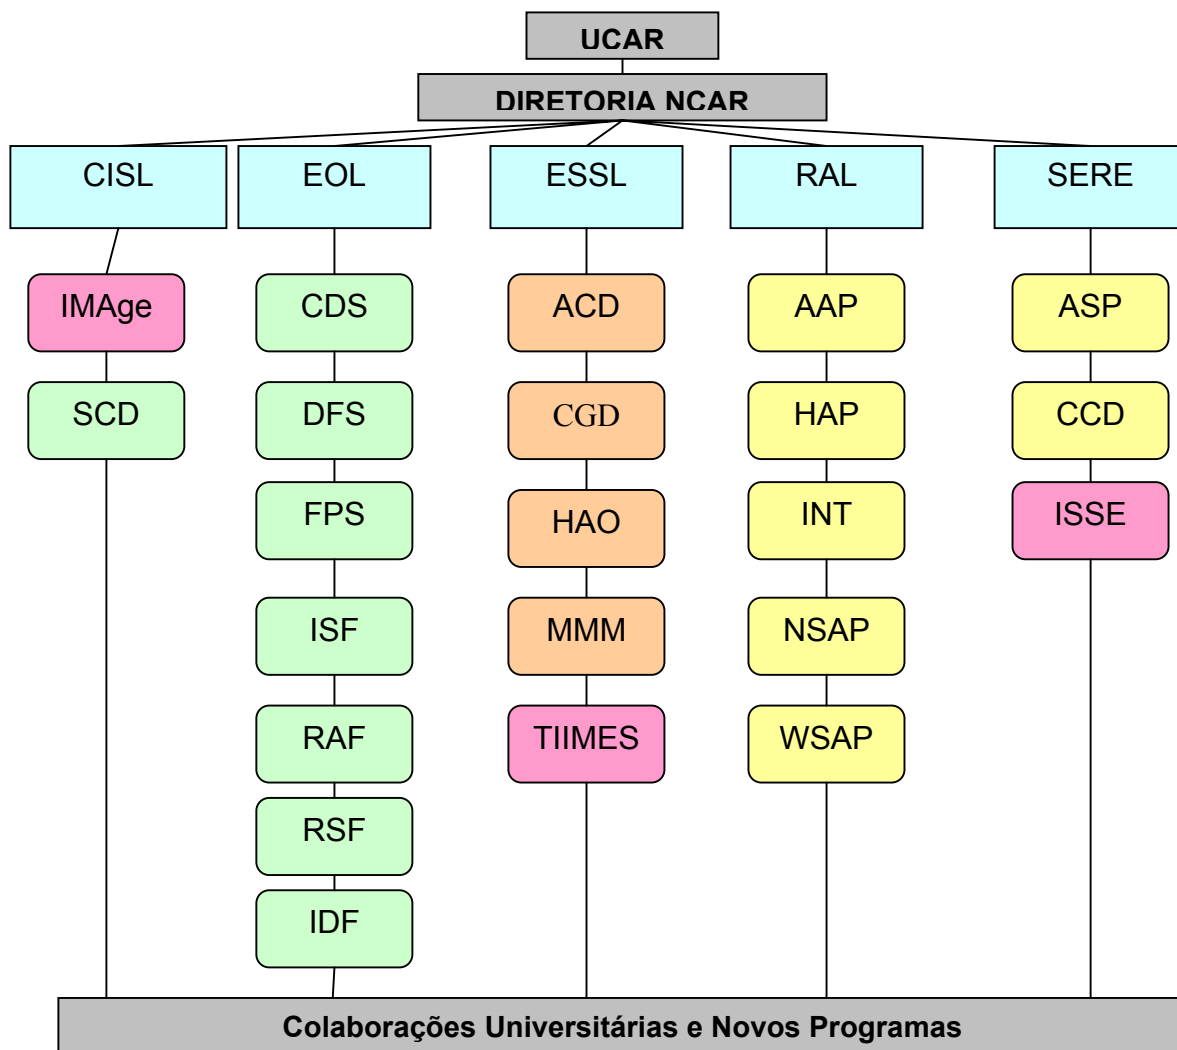 UCAR
DIRETORIA NCAR
CISL
EOL
ESSL
RAL
SERE
IMAge
CDS
ACD
AAP
ASP
SCD
DFS
CGD
HAP
CCD
FPS
HAO
INT
ISSE
ISF
MMM
NSAP
RAF
TIIMES
WSAP
RSF
IDF
Colaborações Universitárias e Novos Programas